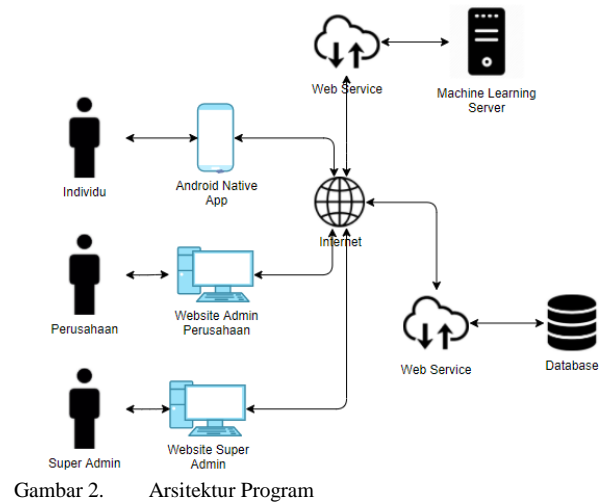 Web Service
Machine Learning
Server
Individu
Android Native
App
Internet
Perusahaan
Website Admin
Perusahaan
Web Service
Database
Super Admin
Website Super
Admin
Gambar 2. Arsitektur Program